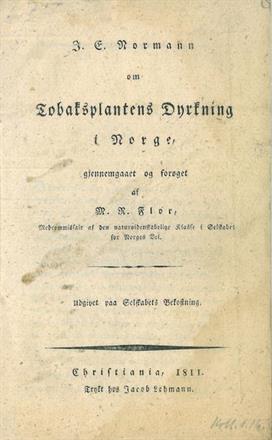 J. E. Normann
om
Tobaksplantens Dyrkning
i Norge,
gjennemgaaet og forøget
af
M. R. Flor,
Medcommissair af den naturvidenskabelige Klasse i Selskabet
for Norges Vel.
Udgivet paa Selskabets Bekostning.
Christiania, 1811.
Trykt hos Jacob Lehmann.